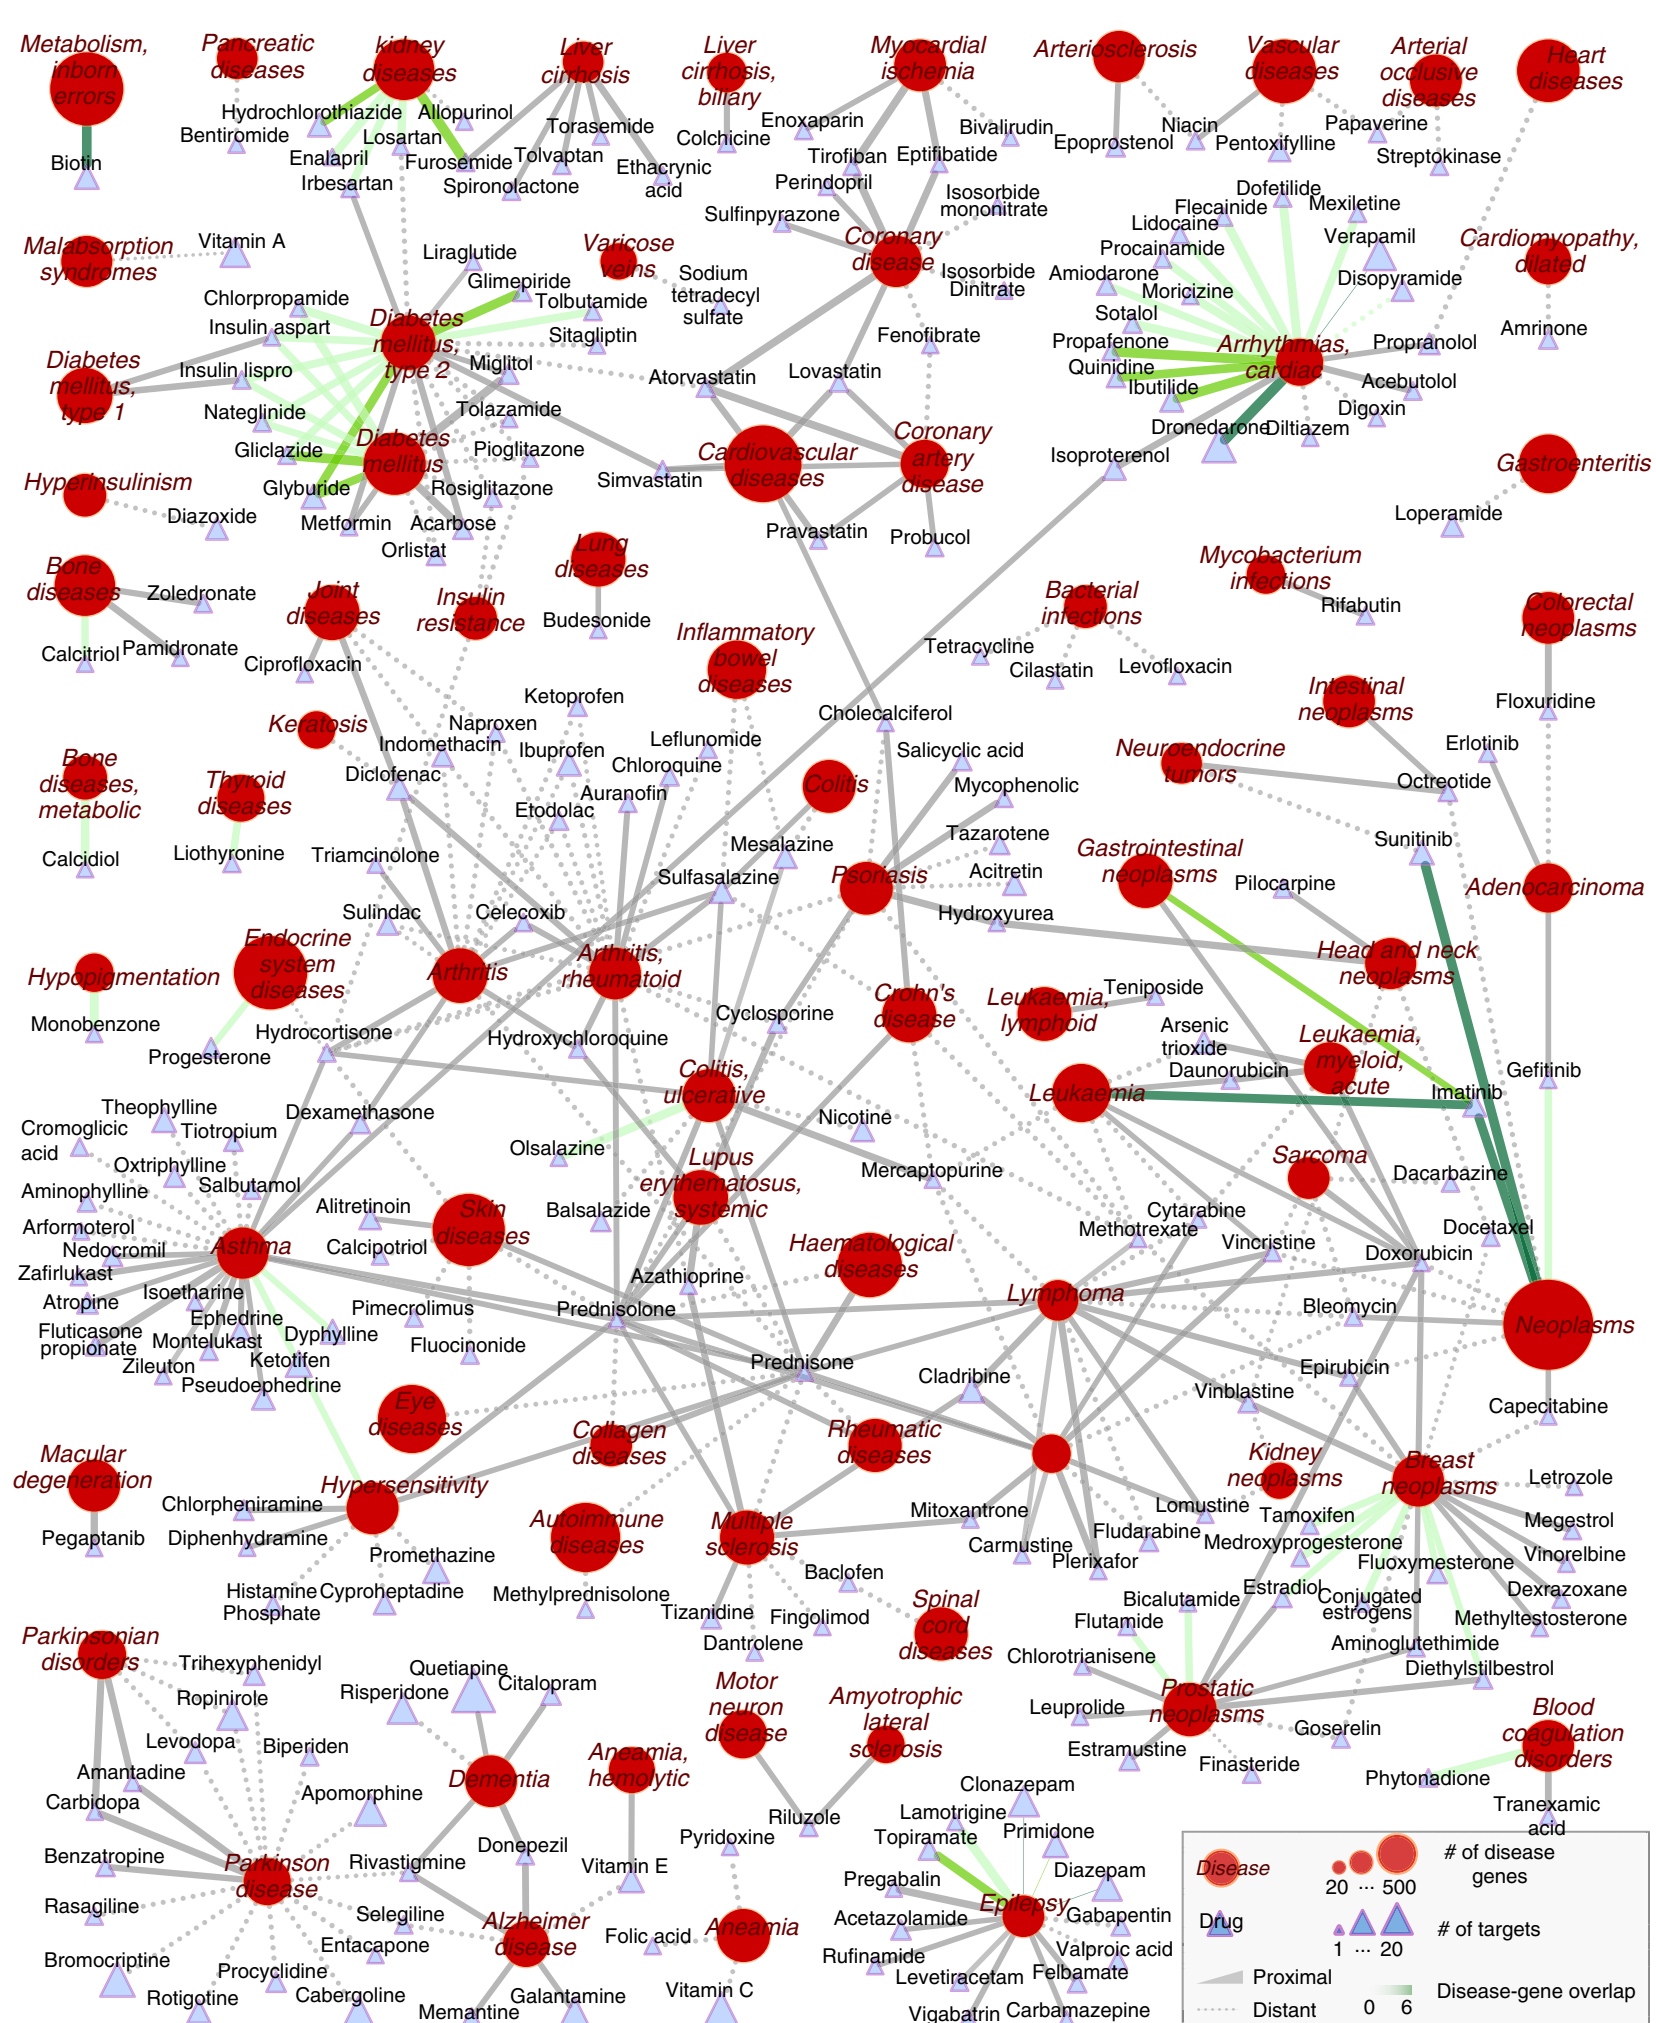 Metabolism,
inborn
errors
Pancreatic
diseases
kidney
diseases
Liver
cirrhosis
Liver
cirrhosis,
biliary
Myocardial
ischemia
Arteriosclerosis
Vascular
diseases
Arterial
occlusive
diseases
Heart
diseases
Biotin
Bentiromide
Hydrochlorothiazide
Allopurinol
Losartan
Enalapril
Irbesartan
Furosemide
Torasemide
Tolvaptan
Spironolactone
Ethacrynic
acid
Colchicine
Enoxaparin
Tirofiban
Eptifibatide
Bivalirudin
Perindopril
Sulfinpyrazone
Isosorbide
mononitrate
Epoprostenol
Niacin
Pentoxifylline
Papaverine
Streptokinase
Malabsorption
syndromes
Vitamin A
Liraglutide
Glimepiride
Tolbutamide
Sitagliptin
Varicose
veins
Sodium
tetradecyl
sulfate
Coronary
disease
Isosorbide
Dinitrate
Fenofibrate
Dofetilide
Flecainide
Mexiletine
Lidocaine
Verapamil
Procainamide
Disopyramide
Amiodarone
Moricizine
Sotalol
Propafenone
Quinidine
Ibutilide
Dronedarone
Diltiazem
Digoxin
Acebutolol
Propranolol
Isoproterenol
Arrhythmias,
cardiac
Cardiomyopathy,
dilated
Amrinone
Chlorpropamide
Insulin aspart
Insulin lispro
Nateglinide
Gliclazide
Glyburide
Metformin
Acarbose
Orlistat
Diabetes
mellitus,
type 2
Diabetes
mellitus,
type 1
Diabetes
mellitus
Miglitol
Tolazamide
Pioglitazone
Rosiglitazone
Atorvastatin
Lovastatin
Simvastatin
Cardiovascular
diseases
Coronary
artery
disease
Pravastatin
Probucol
Gastroenteritis
Loperamide
Hyperinsulinism
Diazoxide
Bone
diseases
Zoledronate
Pamidronate
Calcitriol
Joint
diseases
Ciprofloxacin
Insulin
resistance
Lung
diseases
Budesonide
Inflammatory
bowel
diseases
Bacterial
infections
Tetracycline
Cilastatin
Levofloxacin
Mycobacterium
infections
Rifabutin
Colorectal
neoplasms
Floxuridine
Intestinal
neoplasms
Neuroendocrine
tumors
Erlotinib
Octreotide
Sunitinib
Keratosis
Bone
diseases,
metabolic
Calcidiol
Thyroid
diseases
Liothyronine
Ketoprofen
Naproxen
Indomethacin
Ibuprofen
Diclofenac
Etodolac
Leflunomide
Chloroquine
Auranofin
Colitis
Cholecalciferol
Salicyclic acid
Mycophenolic
Tazarotene
Acitretin
Hydroxyurea
Psoriasis
Mesalazine
Sulfasalazine
Triamcinolone
Sulindac
Celecoxib
Gastrointestinal
neoplasms
Pilocarpine
Adenocarcinoma
Head and neck
neoplasms
Hypopigmentation
Monobenzone
Endocrine
system
diseases
Progesterone
Hydrocortisone
Arthritis
Arthritis,
rheumatoid
Hydroxychloroquine
Cyclosporine
Crohn's
disease
Leukaemia,
lymphoid
Teniposide
Arsenic
trioxide
Daunorubicin
Leukaemia,
myeloid,
acute
Leukaemia
Imatinib
Gefitinib
Colitis,
ulcerative
Olsalazine
Nicotine
Mercaptopurine
Theophylline
Cromoglicic
acid
Tiotropium
Dexamethasone
Oxtriphylline
Aminophylline
Salbutamol
Arformoterol
Nedocromil
Zafirlukast
Atropine
Isoetharine
Ephedrine
Fluticasone
propionate
Montelukast
Dyphylline
Zileuton
Ketotifen
Pseudoephedrine
Asthma
Alitretinoin
Calcipotriol
Skin
diseases
Pimecrolimus
Fluocinonide
Balsalazide
Lupus
erythematosus,
systemic
Azathioprine
Prednisolone
Prednisone
Haematological
diseases
Lymphoma
Sarcoma
Dacarbazine
Cytarabine
Methotrexate
Vincristine
Docetaxel
Doxorubicin
Bleomycin
Epirubicin
Vinblastine
Neoplasms
Capecitabine
Cladribine
Eye
diseases
Collagen
diseases
Rheumatic
diseases
Kidney
neoplasms
Breast
neoplasms
Letrozole
Megestrol
Vinorelbine
Dexrazoxane
Methyltestosterone
Macular
degeneration
Pegaptanib
Chlorpheniramine
Diphenhydramine
Hypersensitivity
Promethazine
Histamine
Phosphate
Cyproheptadine
Autoimmune
diseases
Methylprednisolone
Multiple
sclerosis
Mitoxantrone
Carmustine
Plerixafor
Fludarabine
Lomustine
Tamoxifen
Medroxyprogesterone
Fluoxymesterone
Estradiol
Conjugated
estrogens
Aminoglutethimide
Diethylstilbestrol
Baclofen
Tizanidine
Fingolimod
Dantrolene
Spinal
cord
diseases
Bicalutamide
Flutamide
Chlorotrianisene
Leuprolide
Estramustine
Prostatic
neoplasms
Goserelin
Finasteride
Blood
coagulation
disorders
Phytonadione
Tranexamic
acid
Parkinsonian
disorders
Trihexyphenidyl
Ropinirole
Levodopa
Biperiden
Amantadine
Apomorphine
Carbidopa
Benzatropine
Rasagiline
Bromocriptine
Rotigotine
Procyclidine
Cabergoline
Parkinson
disease
Quetiapine
Risperidone
Citalopram
Dementia
Donepezil
Rivastigmine
Selegiline
Entacapone
Alzheimer
disease
Memantine
Galantamine
Aneamia,
hemolytic
Vitamin E
Motor
neuron
disease
Amyotrophic
lateral
sclerosis
Riluzole
Pyridoxine
Folic acid
Aneamia
Vitamin C
Clonazepam
Lamotrigine
Primidone
Topiramate
Diazepam
Pregabalin
Gabapentin
Acetazolamide
Epilepsy
Valproic acid
Rufinamide
Felbamate
Levetiracetam
Vigabatrin
Carbamazepine
Disease
20 ... 500
# of disease
genes
Drug
1 ... 20
# of targets
Proximal
Distant
0 6
Disease-gene overlap